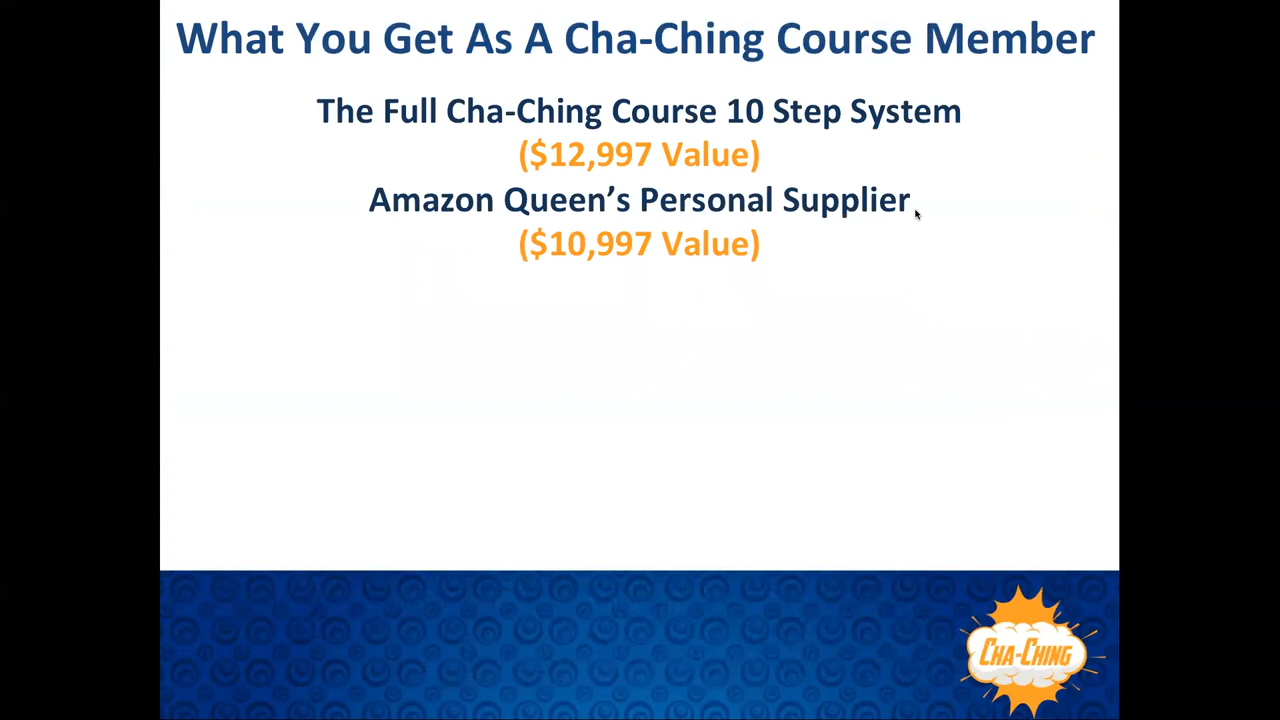 What You Get As A Cha-Ching Course Member
The Full Cha-Ching Course 10 Step System
($12,997 Value)
Amazon Queen’s Personal Supplier
($10,997 Value)
CHA-CHING